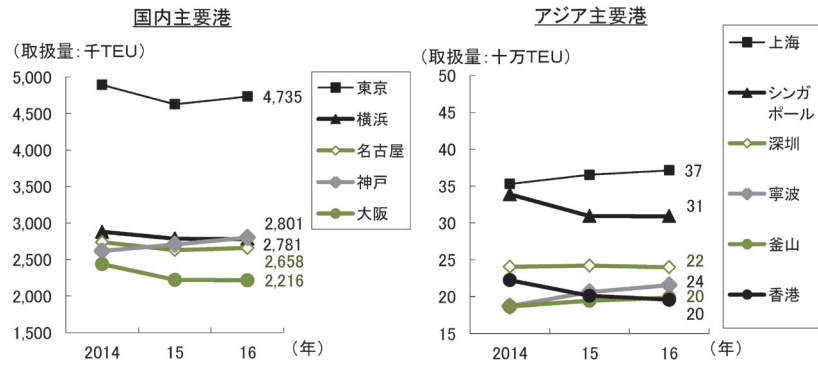 国内主要港
(取扱量:千TEU)
5,000
4,500
4,000
3,500
3,000
2,500
2,000
1,500
2014
15
16
(年)
4,735
2,801
2,781
2,658
2,216
東京
横浜
名古屋
神戸
大阪
アジア主要港
(取扱量:十万TEU)
50
45
40
35
30
25
20
15
2014
15
16
(年)
37
31
22
24
20
20
上海
シンガ
ポール
深圳
寧波
釜山
香港